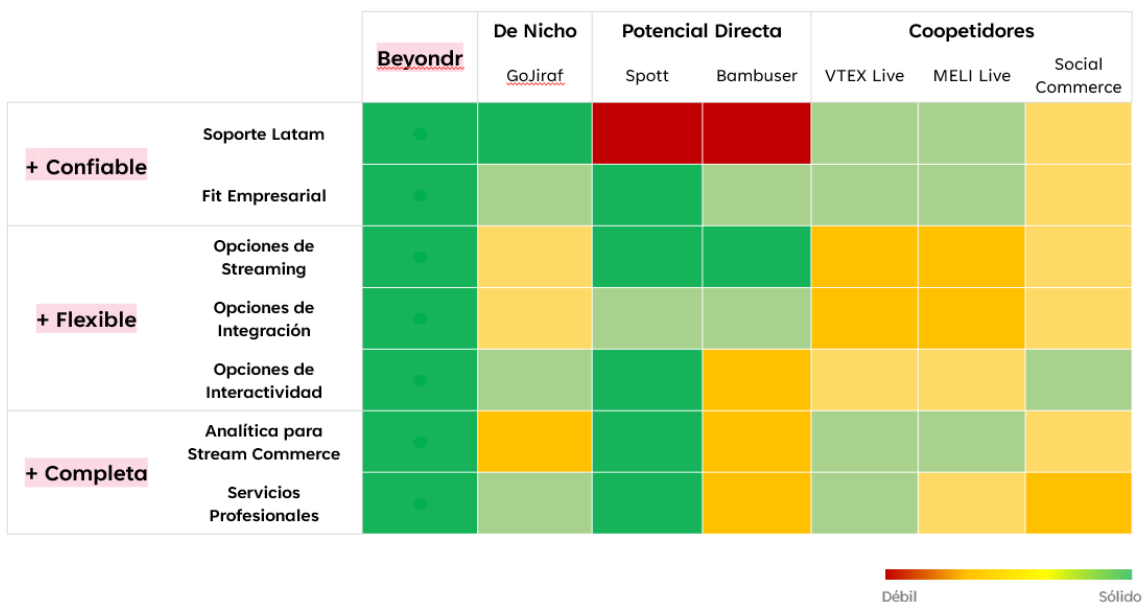 Beyondr
De Nicho
Potencial Directa
Coopetidores
GoJiraf
Spott
Bambuser
VTEX Live
MELI Live
Social
Commerce
+ Confiable
Soporte Latam
Fit Empresarial
+ Flexible
Opciones de
Streaming
Opciones de
Integración
Opciones de
Interactividad
+ Completa
Analítica para
Stream Commerce
Servicios
Profesionales
Débil
Sólido